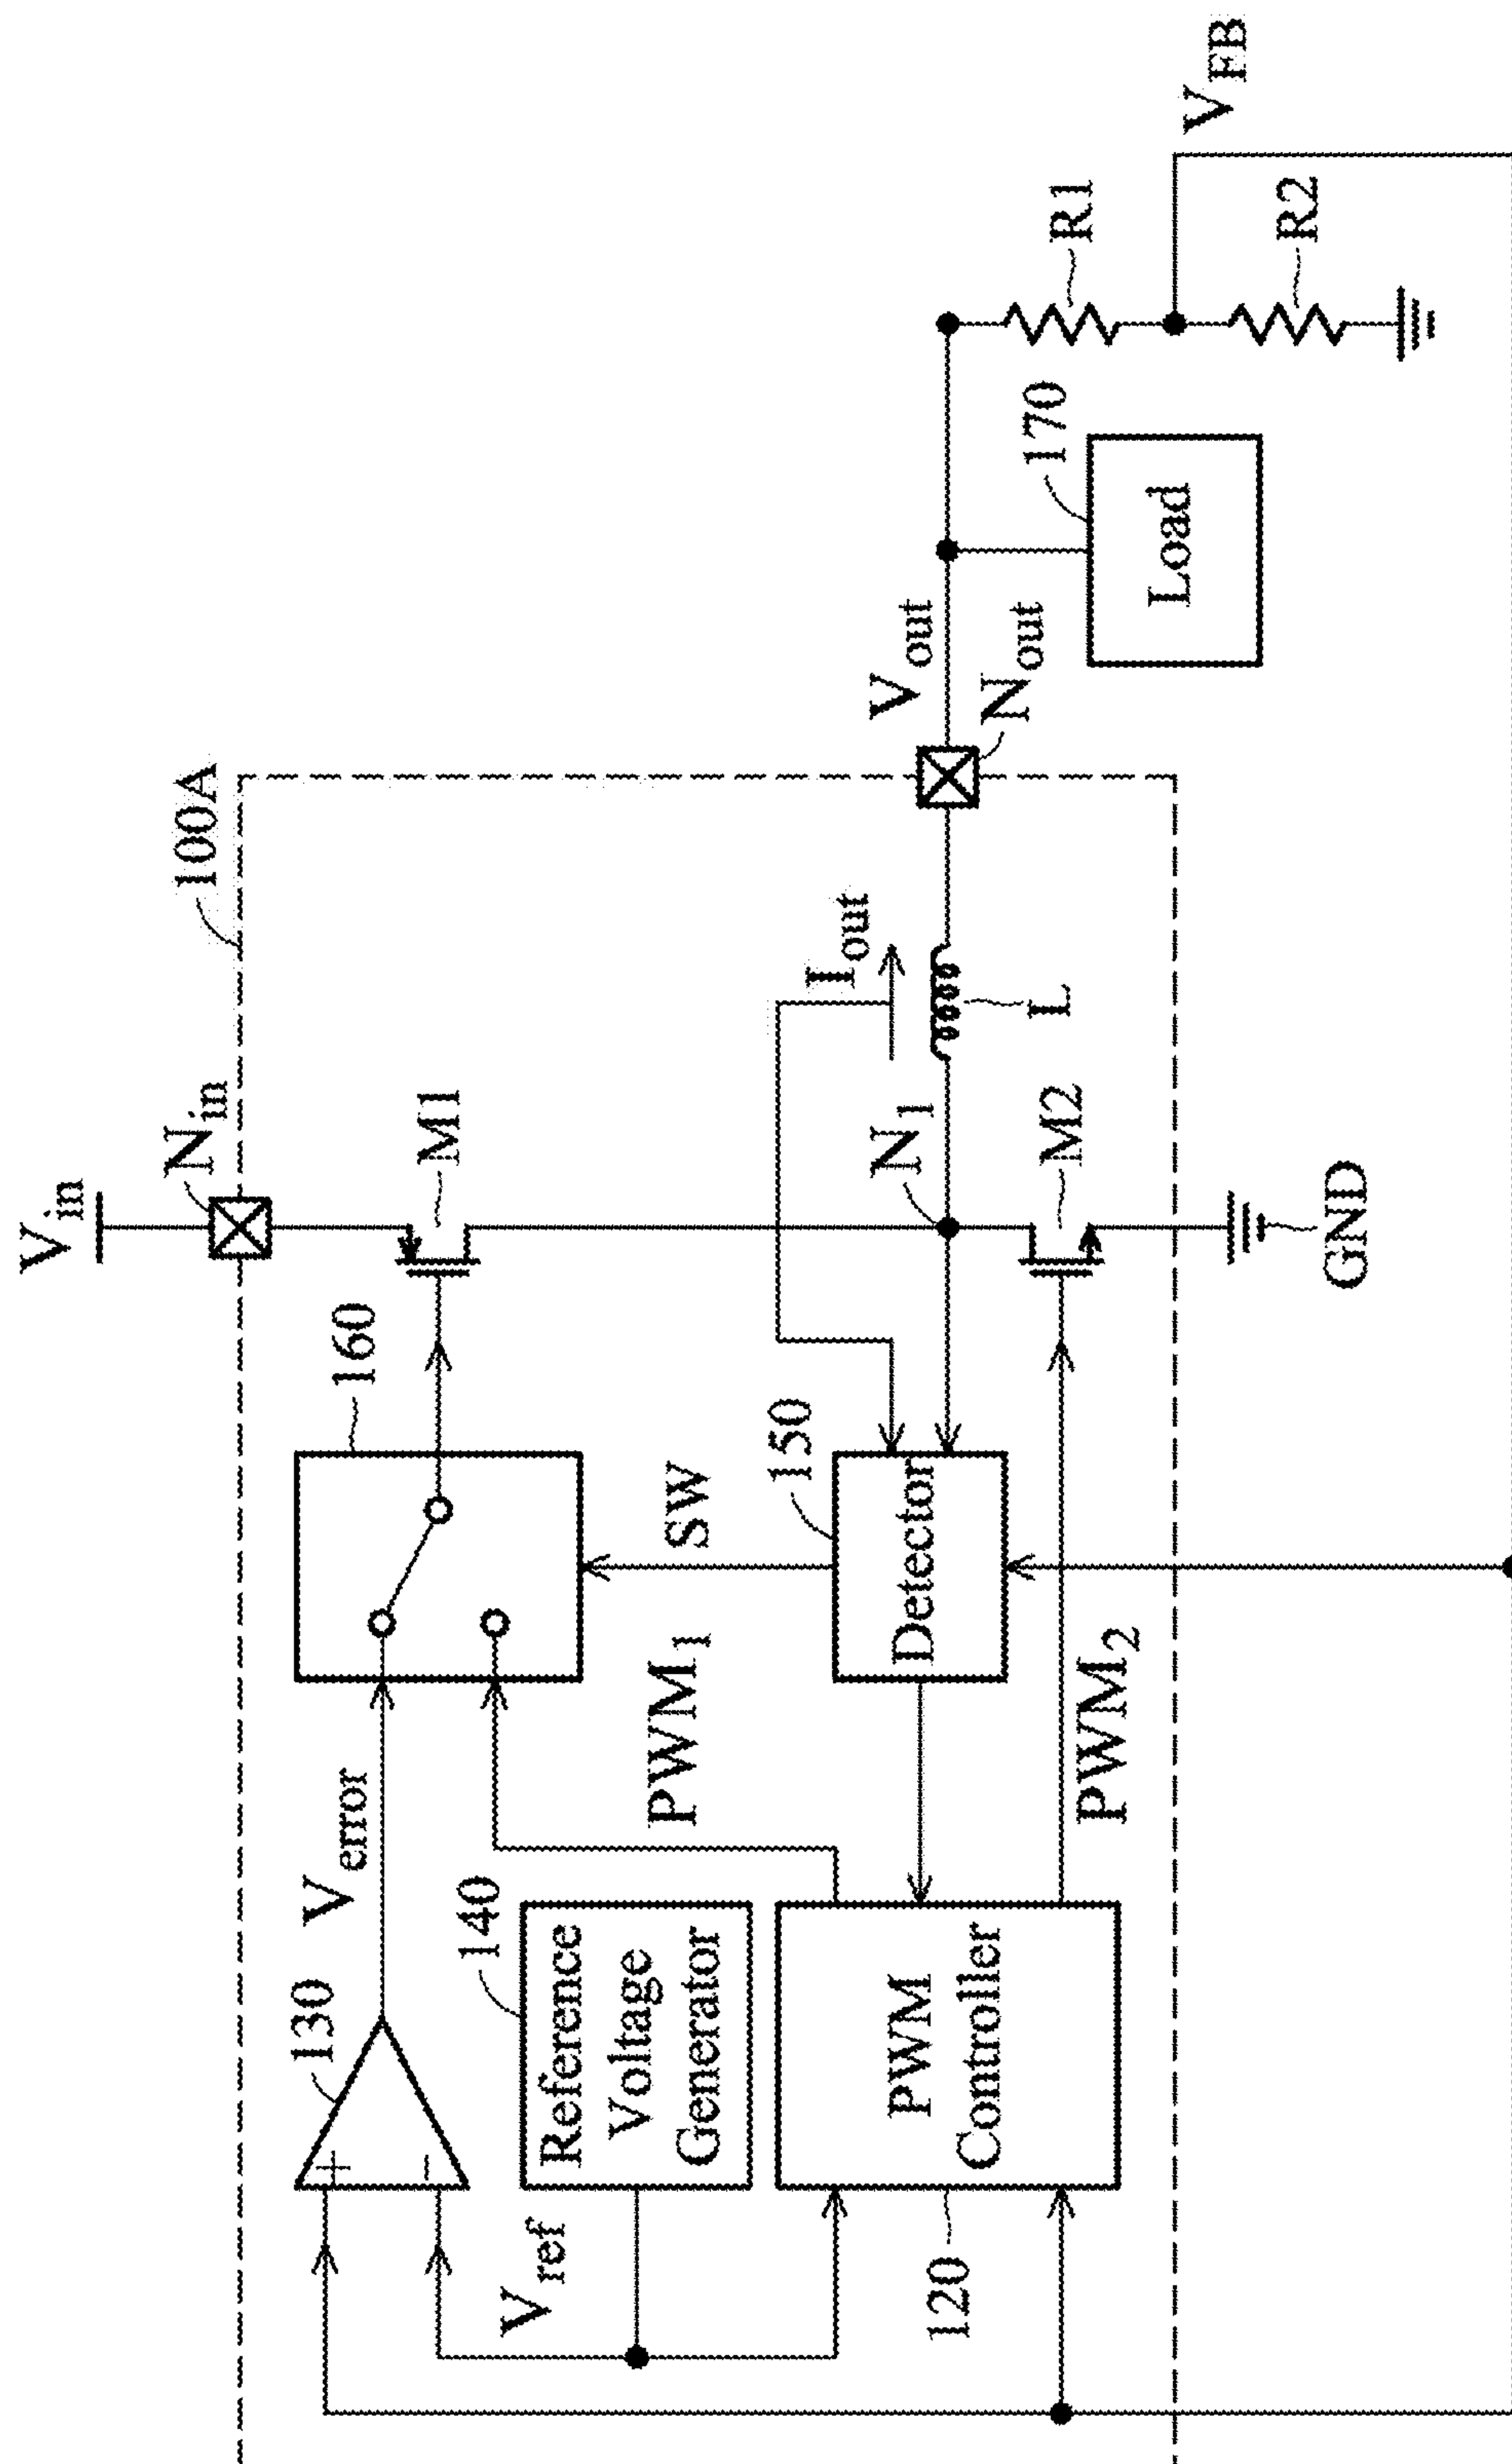 V_in
N_in
100A
160
M1
130
V_error
140
Reference
Voltage
Generator
V_ref
PWM_1
SW
150
Detector
I_out
N_1
L
V_out
N_out
170
Load
R1
V_FB
R2
PWM
Controller
120
PWM_2
M2
GND
+
−